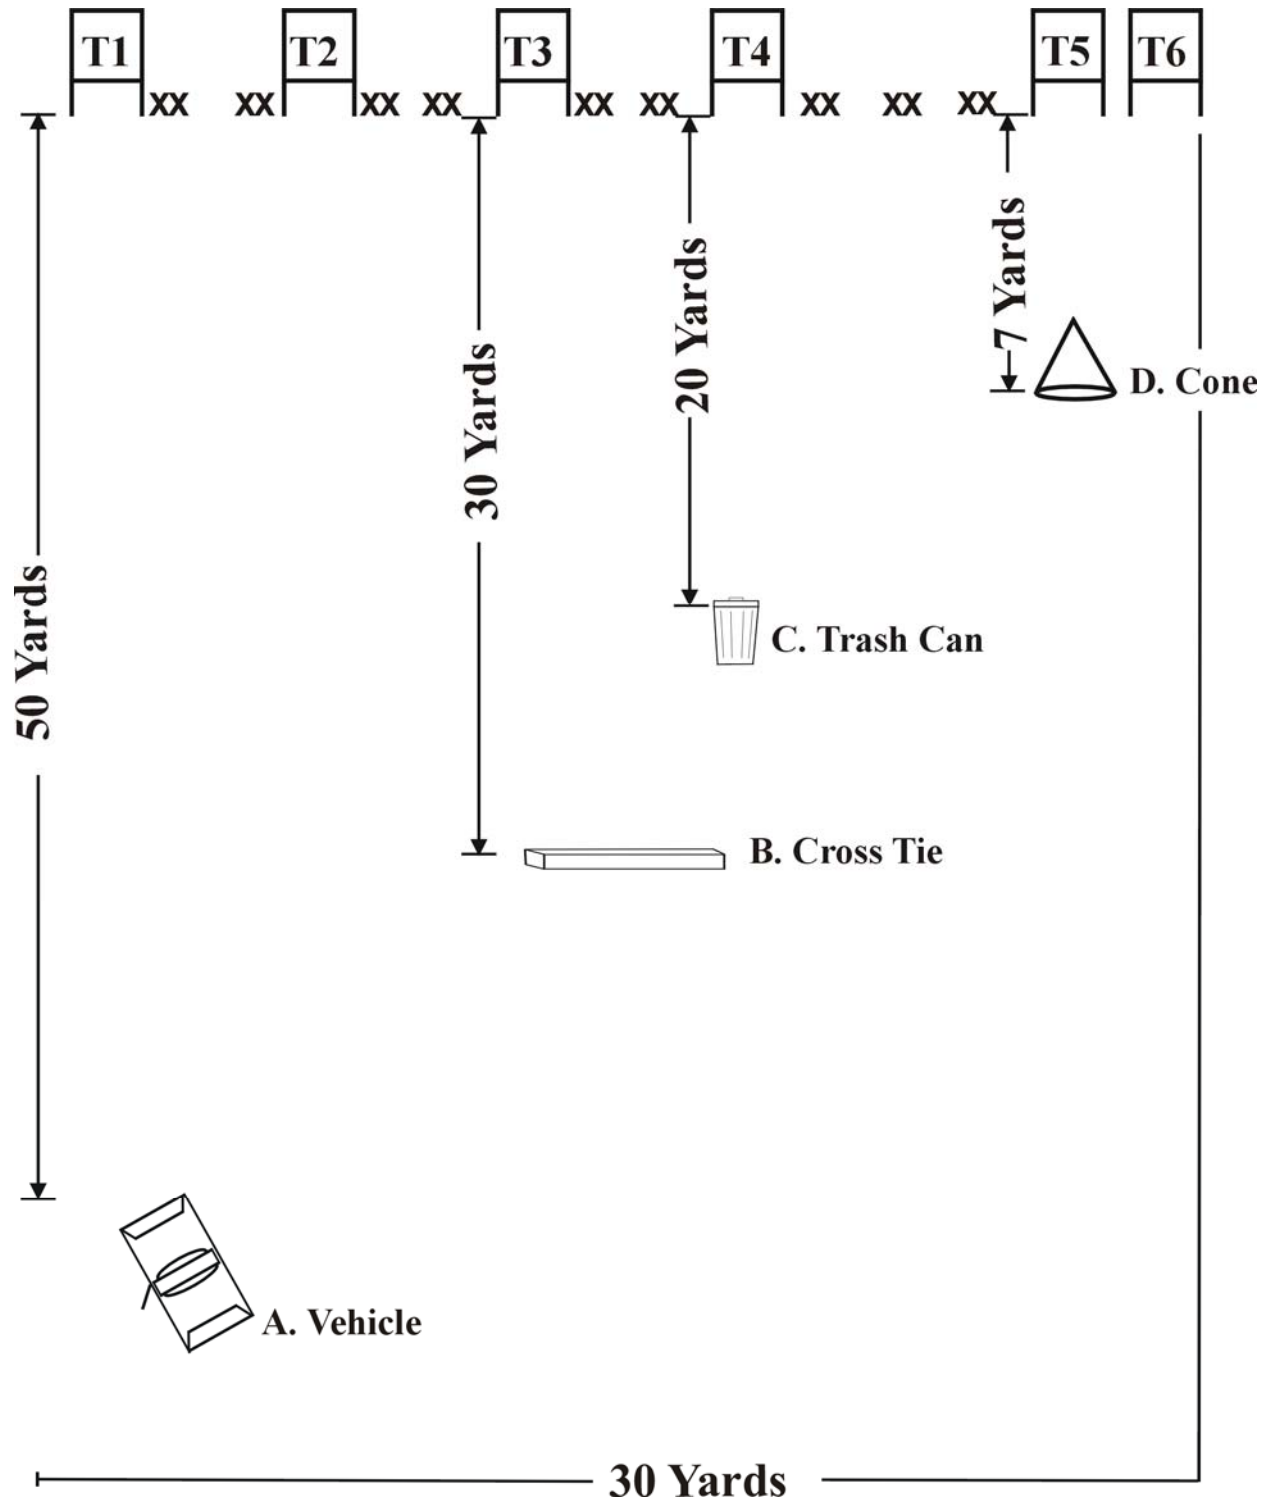 T1 T2 T3 T4 T5 T6
XX XX XX XX XX XX XX XX XX
7 Yards
20 Yards
30 Yards
D. Cone
50 Yards
C. Trash Can
B. Cross Tie
A. Vehicle
30 Yards